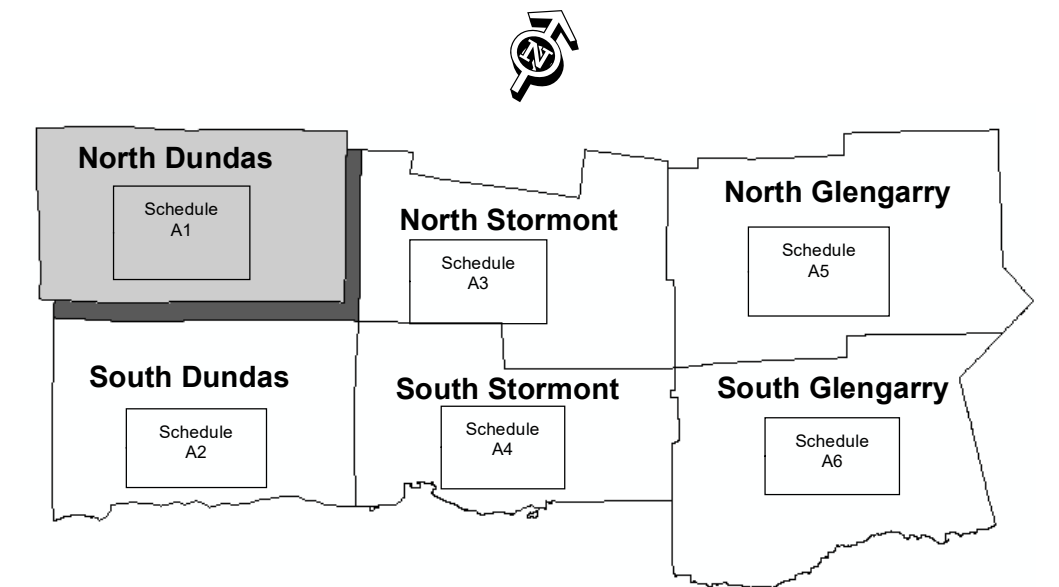 N
North Dundas
Schedule
A1
North Stormont
Schedule
A3
North Glengarry
Schedule
A5
South Dundas
Schedule
A2
South Stormont
Schedule
A4
South Glengarry
Schedule
A6